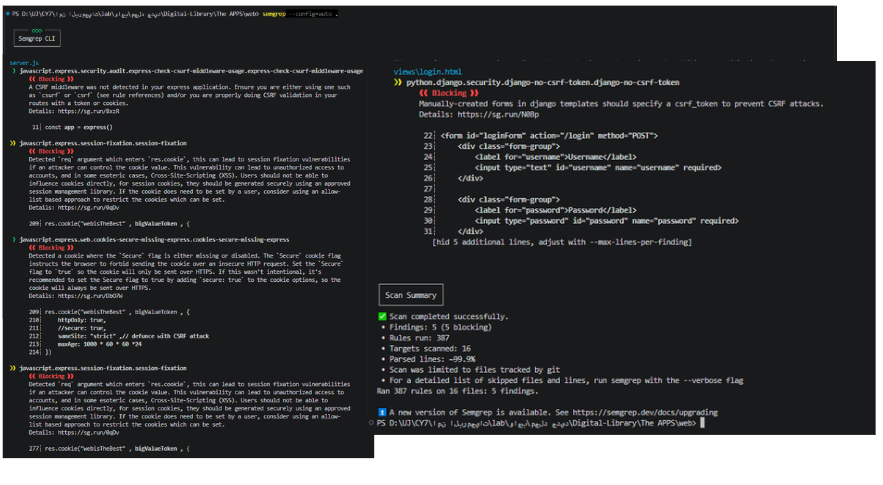 PS D:\UJ\CY7\امن البرمجيات\lab\واجب\مهلم جديد\Digital-Library\The APPS\web> semgrep --config=auto .
ooo
Semgrep CLI
server.js
❯ javascript.express.security.audit.express-check-csurf-middleware-usage.express-check-csurf-middleware-usage
❰❰ Blocking ❱❱
A CSRF middleware was not detected in your express application. Ensure you are either using one such
as `csurf` or `csrf` (see rule references) and/or you are properly doing CSRF validation in your
routes with a token or cookies.
Details: https://sg.run/BxzR
11┆ const app = express()
❯❯ javascript.express.session-fixation.session-fixation
❰❰ Blocking ❱❱
Detected `req` argument which enters `res.cookie`, this can lead to session fixation vulnerabilities
if an attacker can control the cookie value. This vulnerability can lead to unauthorized access to
accounts, and in some esoteric cases, Cross-Site-Scripting (XSS). Users should not be able to
influence cookies directly, for session cookies, they should be generated securely using an approved
session management library. If the cookie does need to be set by a user, consider using an allow-
list based approach to restrict the cookies which can be set.
Details: https://sg.run/0qDv
209┆ res.cookie("webisTheBest" , bigValueToken , {
❯ javascript.express.web.cookies-secure-missing-express.cookies-secure-missing-express
❰❰ Blocking ❱❱
Detected a cookie where the `Secure` flag is either missing or disabled. The `Secure` cookie flag
instructs the browser to forbid sending the cookie over an insecure HTTP request. Set the `Secure`
flag to `true` so the cookie will only be sent over HTTPS. If this wasn't intentional, it's
recommended to set the Secure flag to true by adding `secure: true` to the cookie options, so the
cookie will always be sent over HTTPS.
Details: https://sg.run/DbO7W
209┆ res.cookie("webisTheBest" , bigValueToken , {
210┆ httpOnly: true,
211┆ //secure: true,
212┆ sameSite: "strict" ,// defunce with CSRF attack
213┆ maxAge: 1000 * 60 * 60 *24
214┆ })
❯❯ javascript.express.session-fixation.session-fixation
❰❰ Blocking ❱❱
Detected `req` argument which enters `res.cookie`, this can lead to session fixation vulnerabilities
if an attacker can control the cookie value. This vulnerability can lead to unauthorized access to
accounts, and in some esoteric cases, Cross-Site-Scripting (XSS). Users should not be able to
influence cookies directly, for session cookies, they should be generated securely using an approved
session management library. If the cookie does need to be set by a user, consider using an allow-
list based approach to restrict the cookies which can be set.
Details: https://sg.run/0qDv
277┆ res.cookie("webisTheBest" , bigValueToken , {
views\login.html
❯❯ python.django.security.django-no-csrf-token.django-no-csrf-token
❰❰ Blocking ❱❱
Manually-created forms in django templates should specify a csrf_token to prevent CSRF attacks.
Details: https://sg.run/N0Bp
22┆ <form id="loginForm" action="/login" method="POST">
23┆ <div class="form-group">
24┆ <label for="username">Username</label>
25┆ <input type="text" id="username" name="username" required>
26┆ </div>
27┆
28┆ <div class="form-group">
29┆ <label for="password">Password</label>
30┆ <input type="password" id="password" name="password" required>
31┆ </div>
[hid 5 additional lines, adjust with --max-lines-per-finding]
Scan Summary
✅ Scan completed successfully.
• Findings: 5 (5 blocking)
• Rules run: 387
• Targets scanned: 16
• Parsed lines: ~99.9%
• Scan was limited to files tracked by git
• For a detailed list of skipped files and lines, run semgrep with the --verbose flag
Ran 387 rules on 16 files: 5 findings.
A new version of Semgrep is available. See https://semgrep.dev/docs/upgrading
PS D:\UJ\CY7\امن البرمجيات\lab\واجب\مهلم جديد\Digital-Library\The APPS\web>